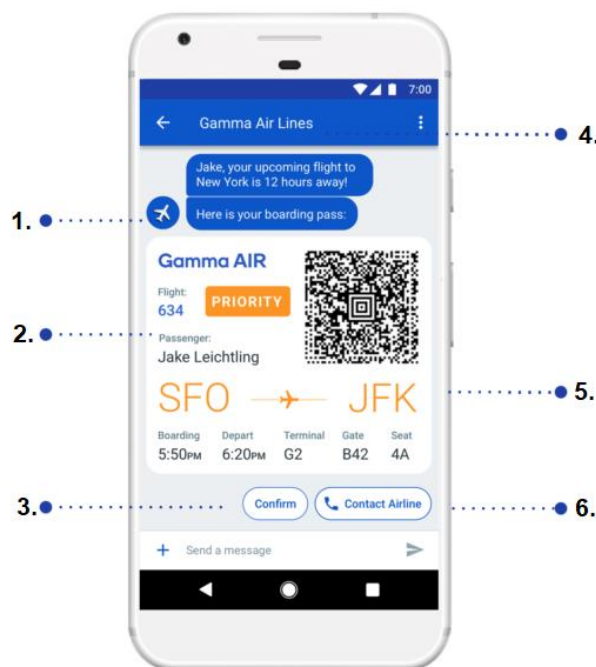 7:00
Gamma Air Lines
4.
Jake, your upcoming flight to
New York is 12 hours away!
1.
Here is your boarding pass:
Gamma AIR
Flight:
634
PRIORITY
2.
Passenger:
Jake Leichtling
SFO JFK
5.
Boarding Depart Terminal Gate Seat
5:50PM 6:20PM G2 B42 4A
3.
Confirm Contact Airline
6.
+ Send a message